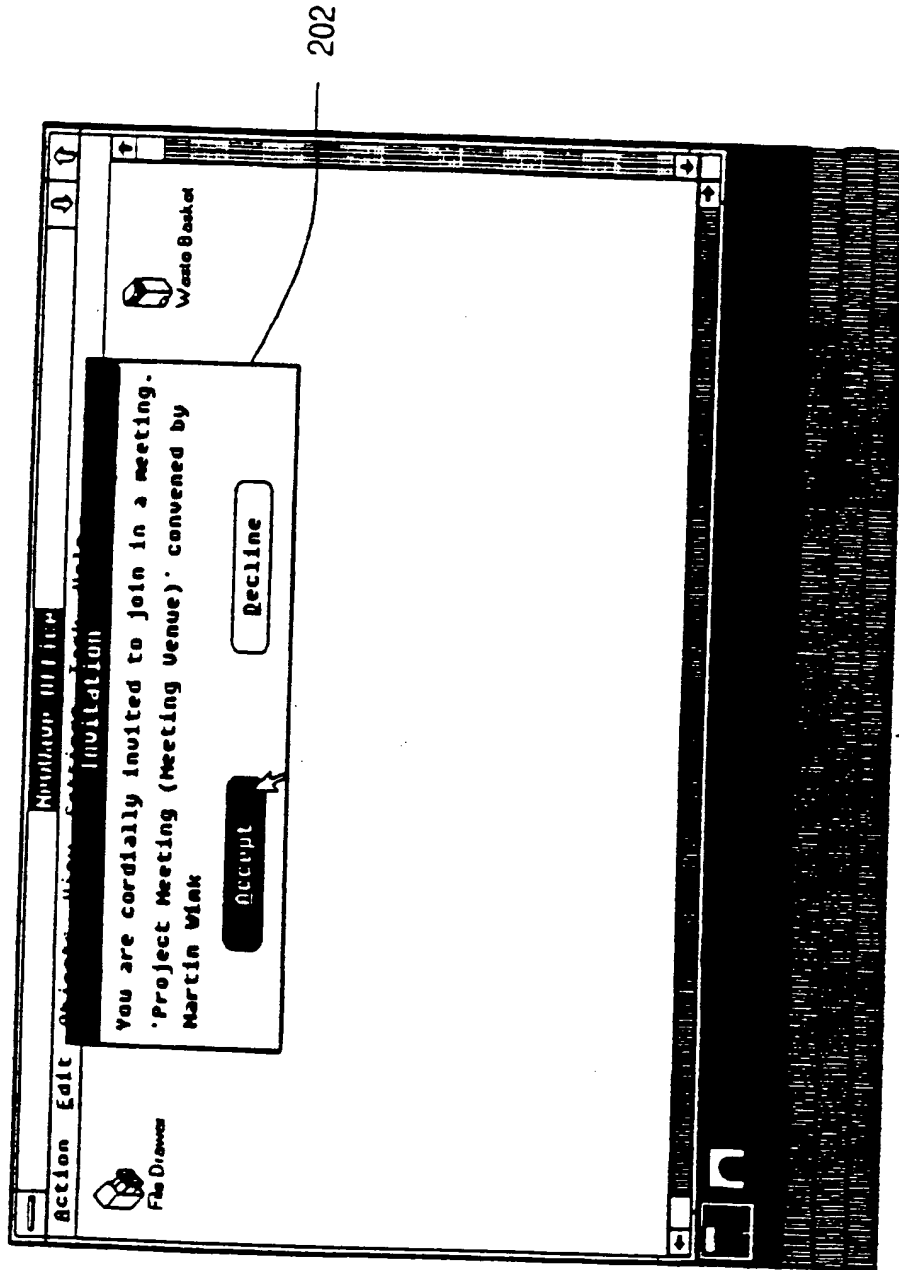 Invitation
Action Edit
You are cordially invited to join in a meeting.
'Project Meeting (Meeting Venue)' convened by
Martin Wink
Accept Decline
File Drawer
Waste Basket
202